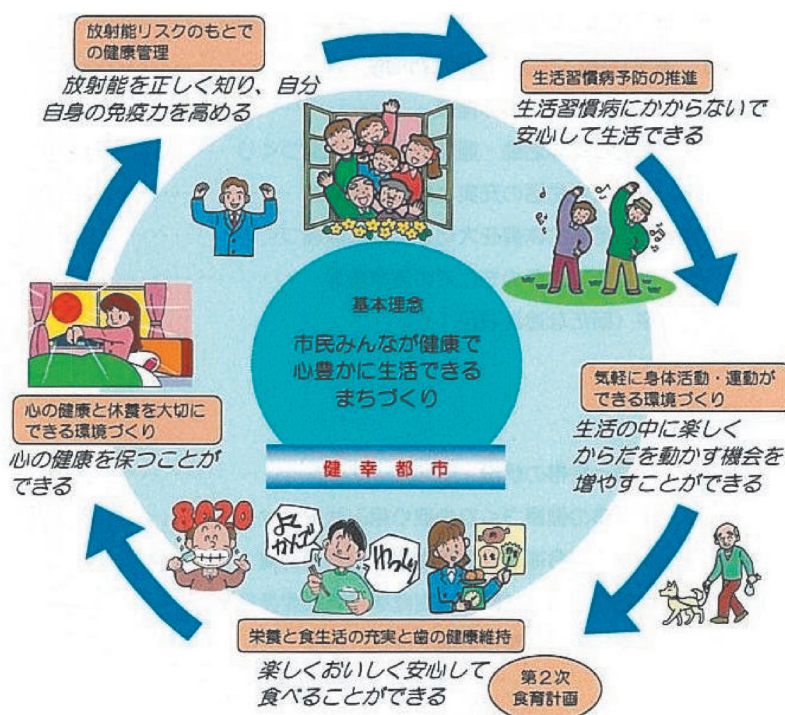 放射能リスクのもとで
の健康管理
放射能を正しく知り、自分
自身の免疫力を高める
生活習慣病予防の推進
生活習慣病にかからないで
安心して生活できる
基本理念
市民みんなが健康で
心豊かに生活できる
まちづくり
健幸都市
気軽に身体活動・運動が
できる環境づくり
生活の中に楽しく
からだを動かす機会を
増やすことができる
心の健康と休養を大切に
できる環境づくり
心の健康を保つことが
できる
8020
よく
かんで
ゆっくり
栄養と食生活の充実と歯の健康維持
楽しくおいしく安心して
食べることができる
第2次
食育計画